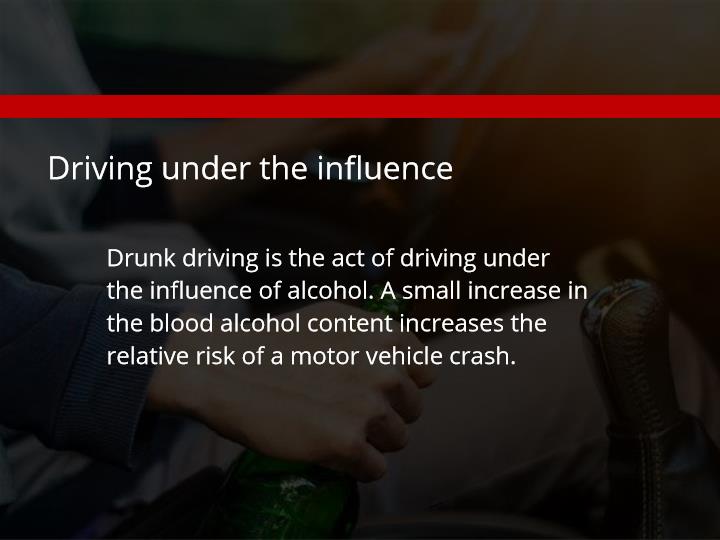 Driving under the influence
Drunk driving is the act of driving under
the influence of alcohol. A small increase in
the blood alcohol content increases the
relative risk of a motor vehicle crash.